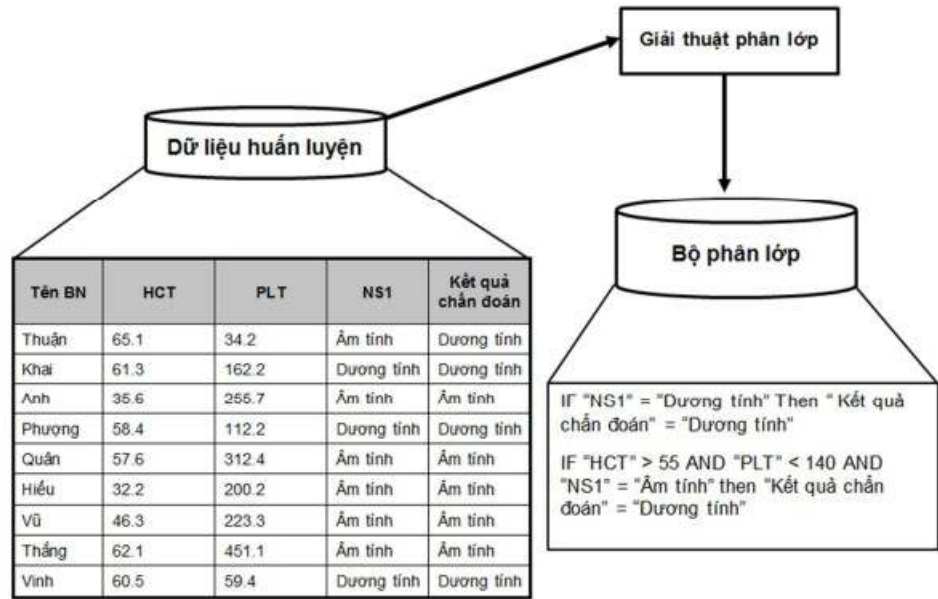 Giải thuật phân lớp
Dữ liệu huấn luyện
Bộ phân lớp
Tên BN HCT PLT NS1 Kết quả chẩn đoán
Thuận 65.1 34.2 Âm tính Dương tính
Khai 61.3 162.2 Dương tính Dương tính
Anh 35.6 255.7 Âm tính Âm tính
Phượng 58.4 112.2 Dương tính Dương tính
Quân 57.6 312.4 Âm tính Âm tính
Hiếu 32.2 200.2 Âm tính Âm tính
Vũ 46.3 223.3 Âm tính Âm tính
Thắng 62.1 451.1 Âm tính Âm tính
Vinh 60.5 59.4 Dương tính Dương tính
IF "NS1" = "Dương tính" Then " Kết quả
chẩn đoán" = "Dương tính"
IF "HCT" > 55 AND "PLT" < 140 AND
"NS1" = "Âm tính" then "Kết quả chẩn
đoán" = "Dương tính"